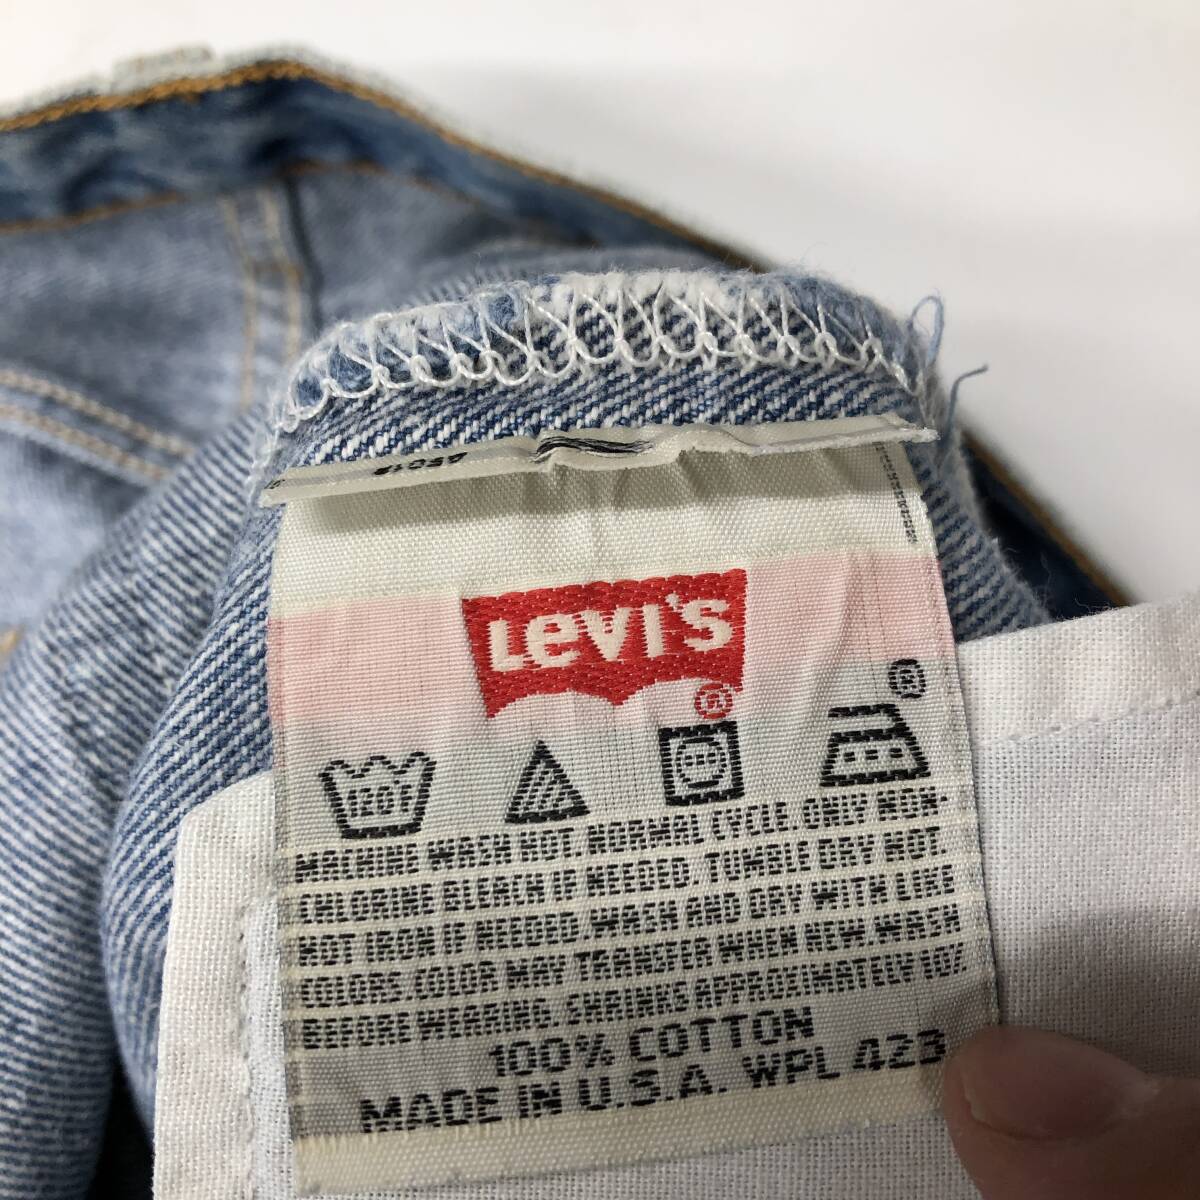 LEVI'S
®
®
120F
MACHINE WASH HOT. NORMAL CYCLE. ONLY NON-
CHLORINE BLEACH IF NEEDED. TUMBLE DRY HOT.
HOT IRON IF NEEDED. WASH AND DRY WITH LIKE
COLORS. COLOR MAY TRANSFER WHEN NEW. WASH
BEFORE WEARING. SHRINKS APPROXIMATELY 10%.
100% COTTON
MADE IN U.S.A. WPL 423